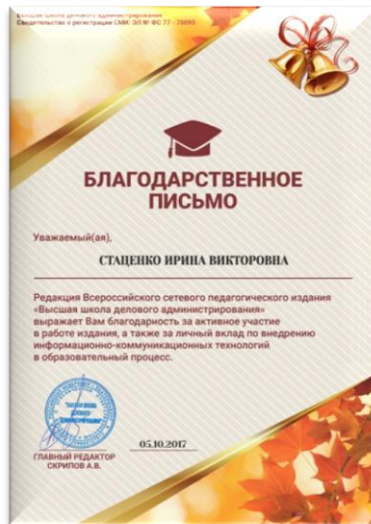 Высшая школа делового администрирования
Свидетельство о регистрации СМИ: ЭЛ № ФС 77 - 70095
БЛАГОДАРСТВЕННОЕ
ПИСЬМО
Уважаемый(ая),
СТАЦЕНКО ИРИНА ВИКТОРОВНА
Редакция Всероссийского сетевого педагогического издания
«Высшая школа делового администрирования»
выражает Вам благодарность за активное участие
в работе издания, а также за личный вклад по внедрению
информационно-коммуникационных технологий
в образовательный процесс.
05.10.2017
ГЛАВНЫЙ РЕДАКТОР
СКРИПОВ А.В.